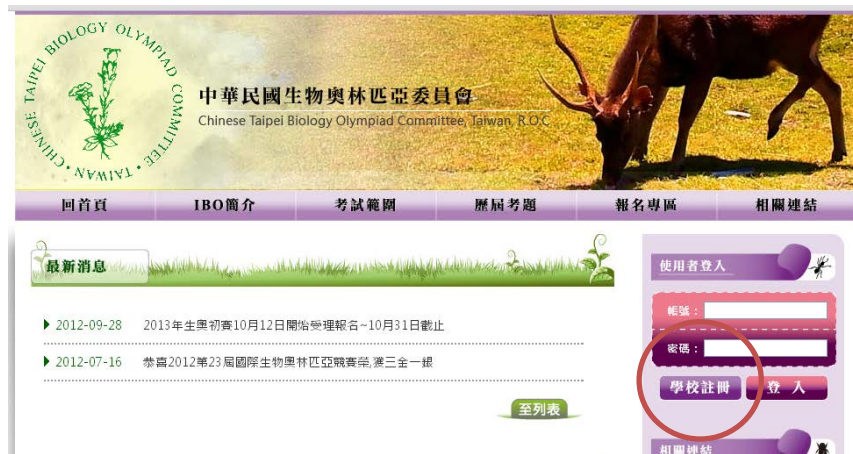 CHINESE TAIPEI BIOLOGY OLYMPIAD COMMITTEE. TAIWAN.
中華民國生物奧林匹亞委員會
Chinese Taipei Biology Olympiad Committee, Taiwan, R.O.C
回首頁 IBO簡介 考試範圍 歷屆考題 報名專區 相關連結
最新消息
2012-09-28 2013年生奧初賽10月12日開始受理報名~10月31日截止
2012-07-16 恭喜2012第23屆國際生物奧林匹亞競賽榮獲三金一銀
至列表
使用者登入
帳號：
密碼：
學校註冊 登 入
相關連結